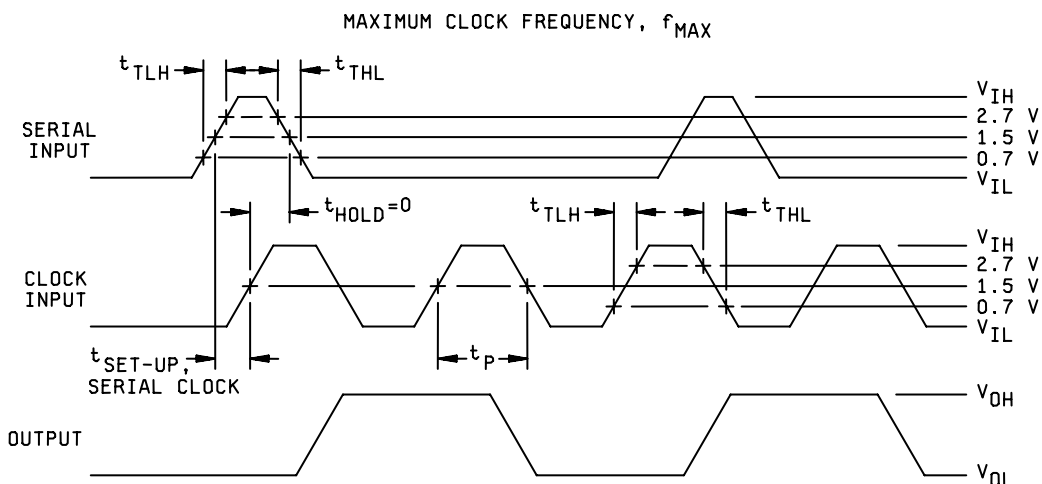 MAXIMUM CLOCK FREQUENCY, fMAX
tTLH
tTHL
SERIAL
INPUT
VIH
2.7 V
1.5 V
0.7 V
VIL
tHOLD=0
tTLH
tTHL
CLOCK
INPUT
VIH
2.7 V
1.5 V
0.7 V
VIL
tSET-UP,
SERIAL CLOCK
tP
OUTPUT
VOH
VOL